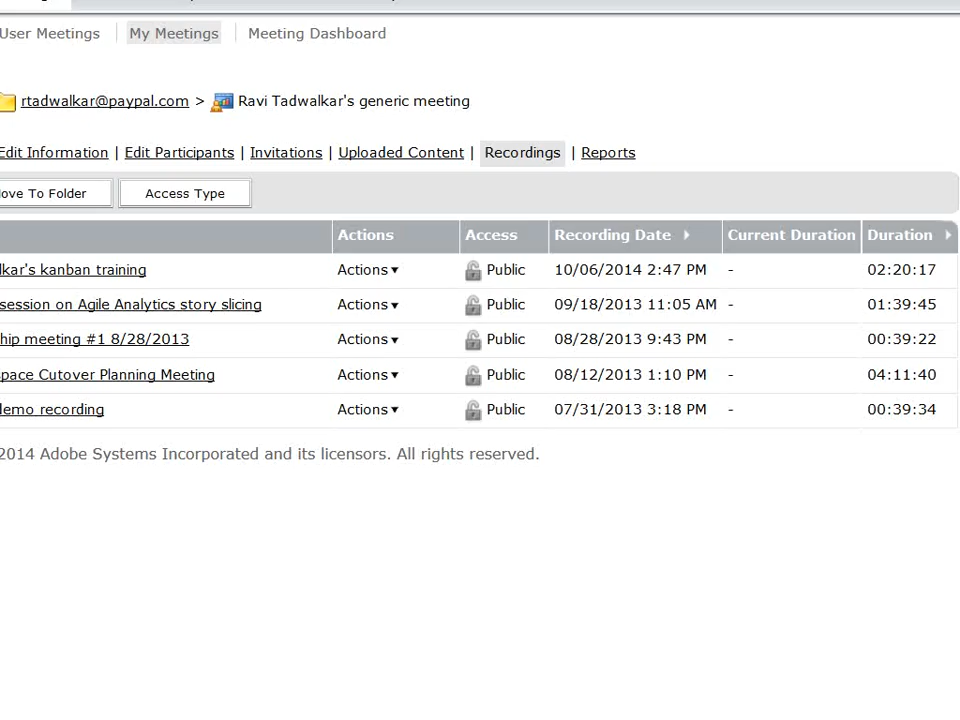 User Meetings | My Meetings | Meeting Dashboard
rtadwalkar@paypal.com > Ravi Tadwalkar's generic meeting
Edit Information | Edit Participants | Invitations | Uploaded Content | Recordings | Reports
ove To Folder Access Type
Actions Access Recording Date Current Duration Duration
lkar's kanban training Actions Public 10/06/2014 2:47 PM - 02:20:17
session on Agile Analytics story slicing Actions Public 09/18/2013 11:05 AM - 01:39:45
hip meeting #1 8/28/2013 Actions Public 08/28/2013 9:43 PM - 00:39:22
pace Cutover Planning Meeting Actions Public 08/12/2013 1:10 PM - 04:11:40
demo recording Actions Public 07/31/2013 3:18 PM - 00:39:34
2014 Adobe Systems Incorporated and its licensors. All rights reserved.